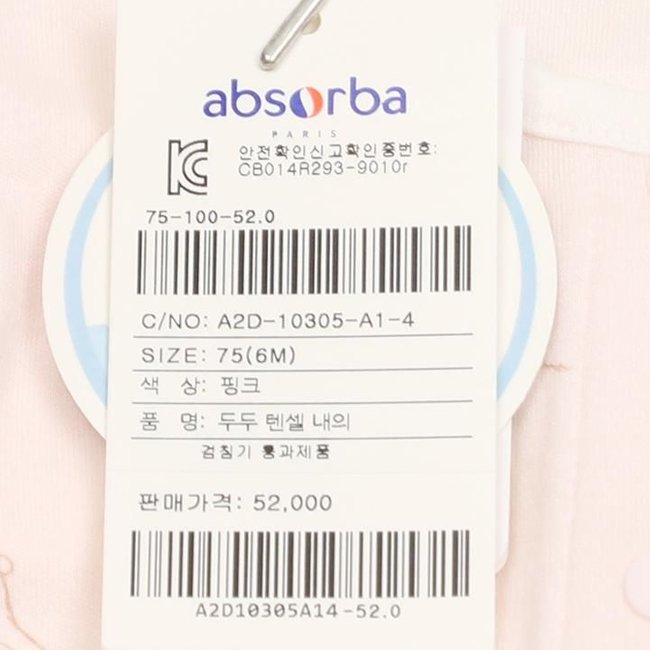 absorba
PARIS
안전확인신고확인증번호:
CB014R293-9010r
75-100-52.0
C/NO: A2D-10305-A1-4
SIZE: 75(6M)
색 상: 핑크
품 명: 두두 텐셀 내의
검침기 통과제품
판매가격: 52,000
A2D10305A14-52.0